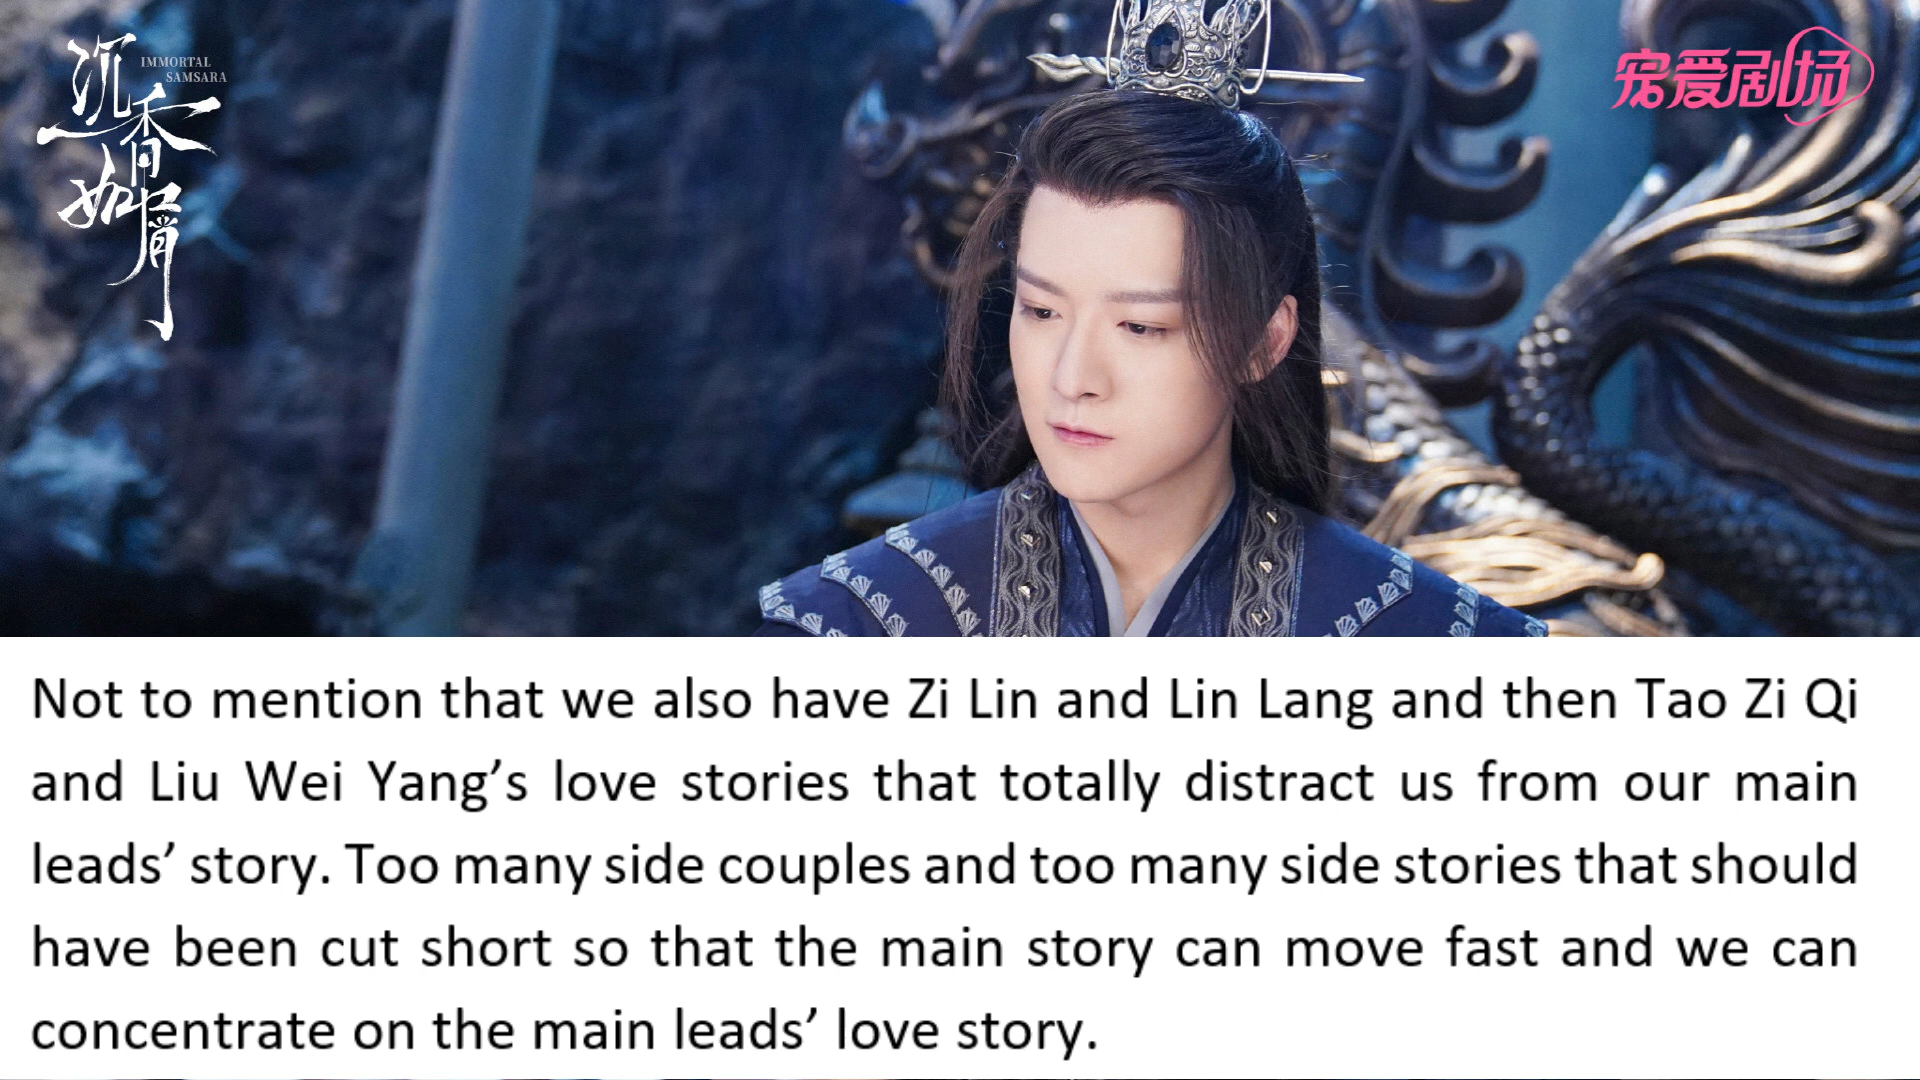 沉香如屑
IMMORTAL
SAMSARA
宠爱剧场
Not to mention that we also have Zi Lin and Lin Lang and then Tao Zi Qi
and Liu Wei Yang’s love stories that totally distract us from our main
leads’ story. Too many side couples and too many side stories that should
have been cut short so that the main story can move fast and we can
concentrate on the main leads’ love story.